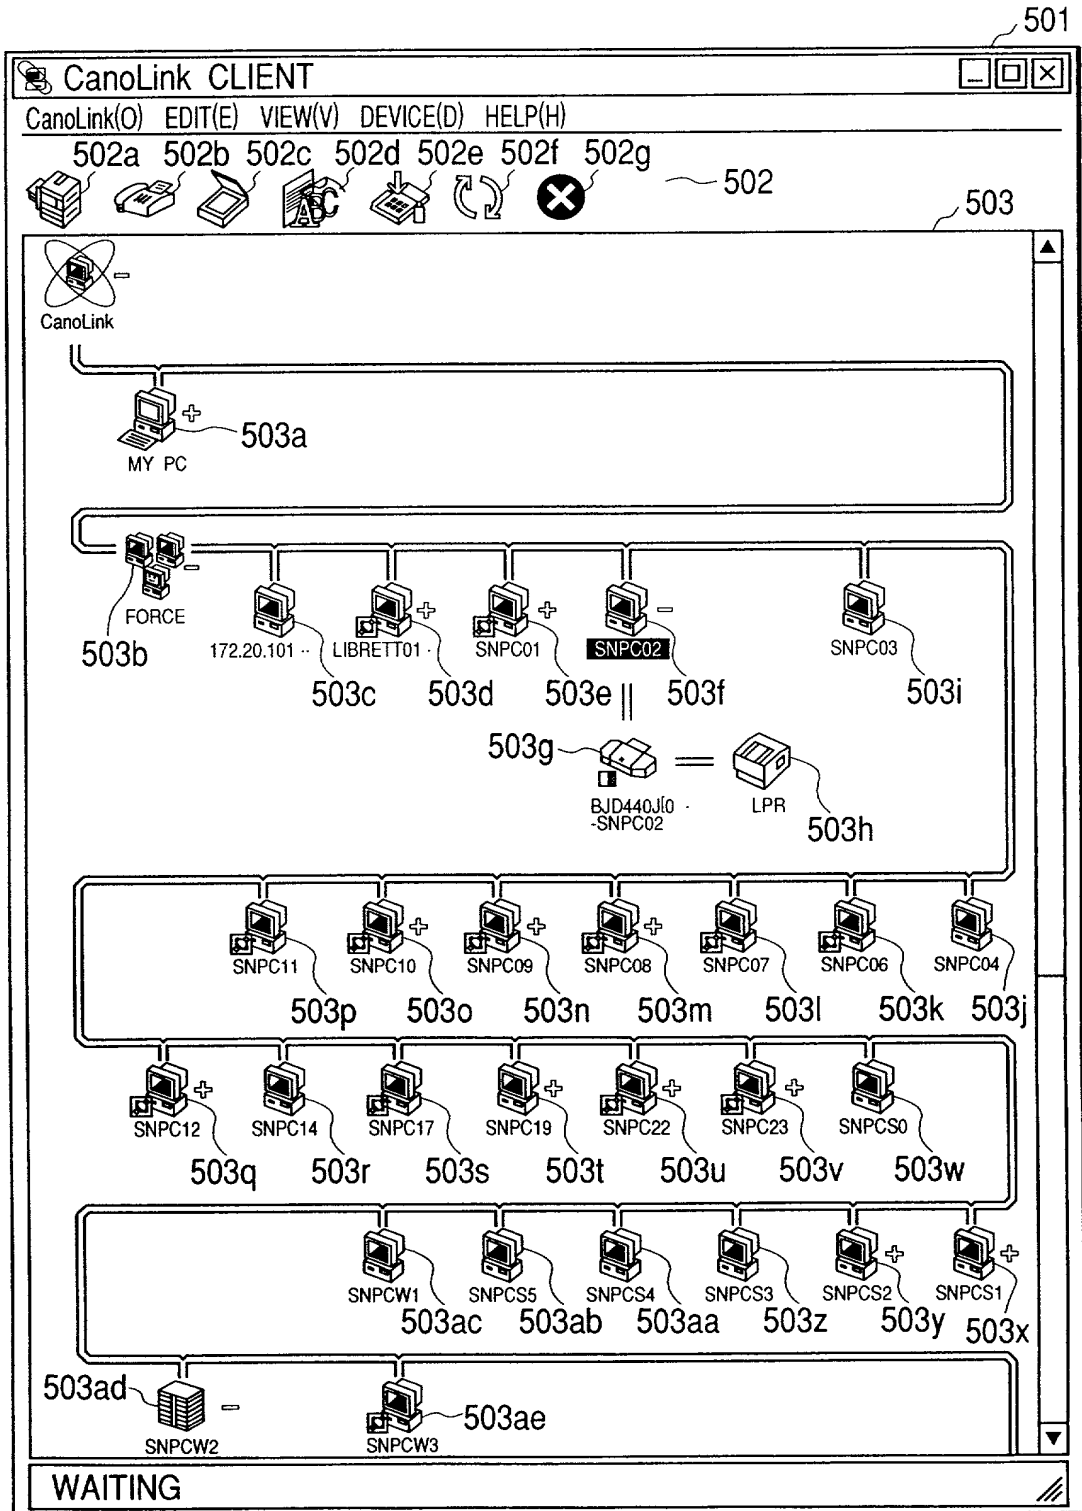 501
CanoLink CLIENT
CanoLink(O) EDIT(E) VIEW(V) DEVICE(D) HELP(H)
502a 502b 502c 502d 502e 502f 502g
502
ABC
503
CanoLink
503a
MY PC
FORCE
503b
172.20.101 ·· LIBRETT01 · SNPC01 SNPC02 SNPC03
503c 503d 503e 503f 503i
503g
BJD440J[0 · LPR
-SNPC02
503h
SNPC11 SNPC10 SNPC09 SNPC08 SNPC07 SNPC06 SNPC04
503p 503o 503n 503m 503l 503k 503j
SNPC12 SNPC14 SNPC17 SNPC19 SNPC22 SNPC23 SNPCS0
503q 503r 503s 503t 503u 503v 503w
SNPCW1 SNPCS5 SNPCS4 SNPCS3 SNPCS2 SNPCS1
503ac 503ab 503aa 503z 503y 503x
503ad
503ae
SNPCW2 SNPCW3
WAITING